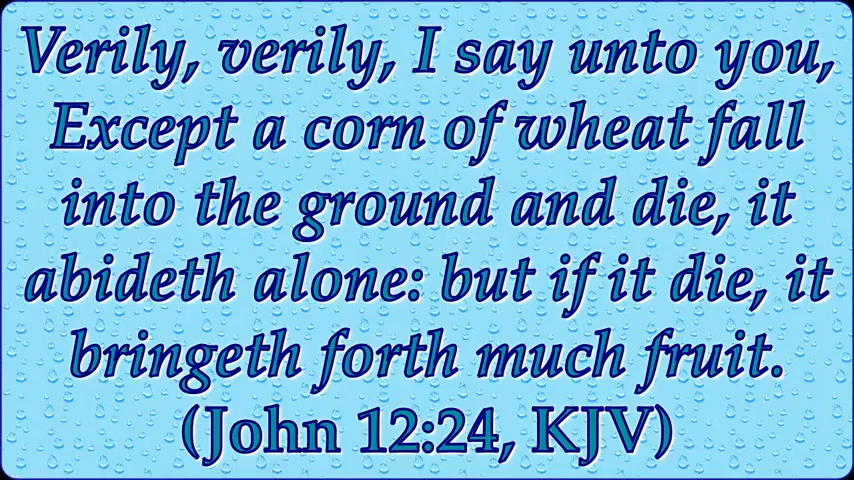 Verily, verily, I say unto you,
Except a corn of wheat fall
into the ground and die, it
abideth alone: but if it die, it
bringeth forth much fruit.
(John 12:24, KJV)